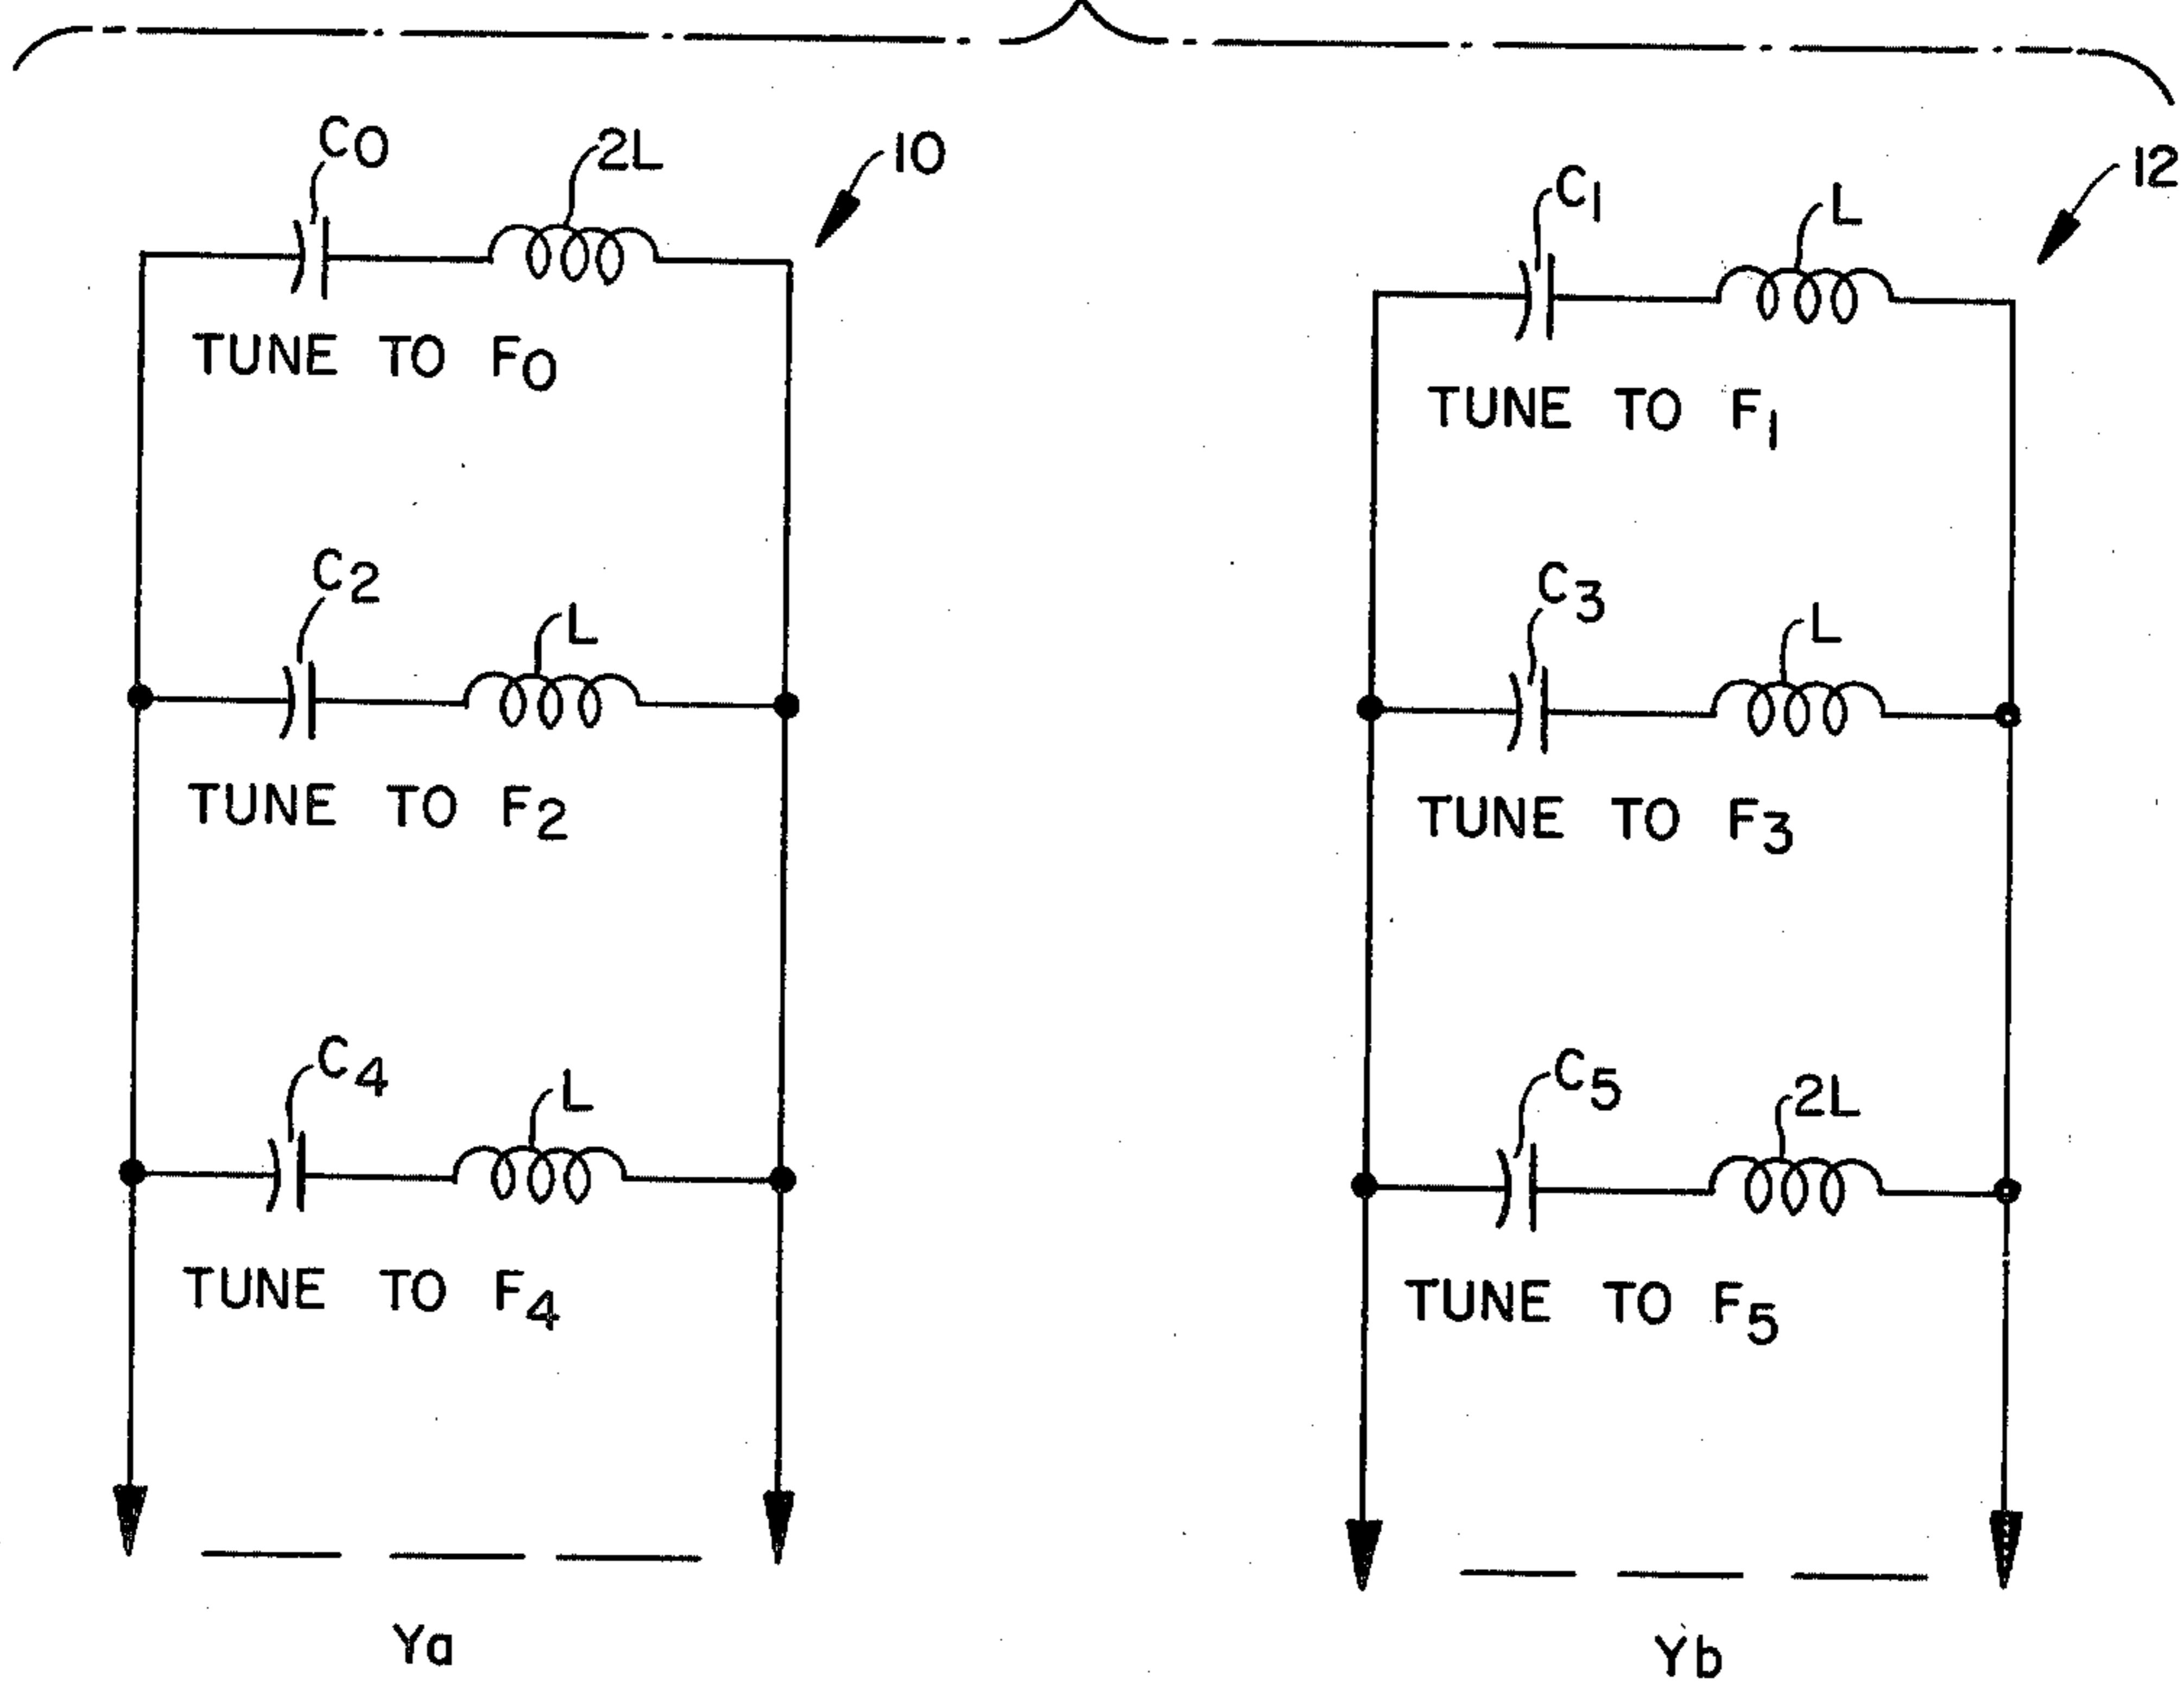 C0
2L
10
TUNE TO F0
C2
L
TUNE TO F2
C4
L
TUNE TO F4
Ya
12
C1
L
TUNE TO F1
C3
L
TUNE TO F3
C5
2L
TUNE TO F5
Yb